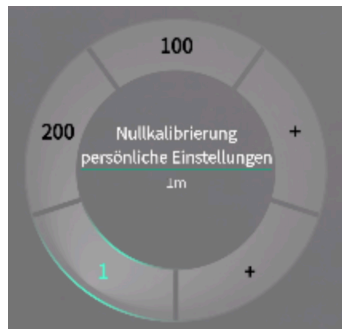 100
200
+
Nullkalibrierung
persönliche Einstellungen
1m
1
+